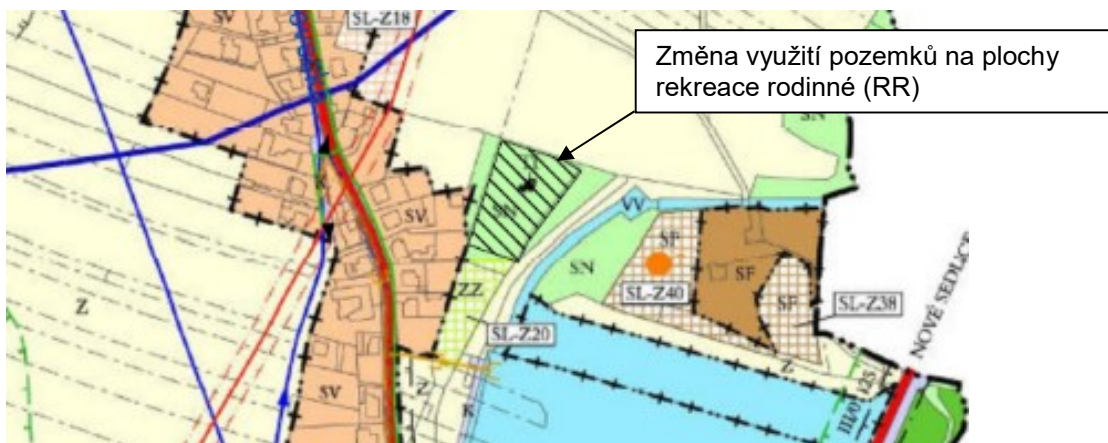 SV
SL-Z18
Změna využití pozemků na plochy
rekreace rodinné (RR)
SN
SN
VV
SV
SN
SF
SF
SF
ZZ
SL-Z40
SL-Z38
NOVÉ SEDLICE
Z
SL-Z20
Z
Z
SV
K